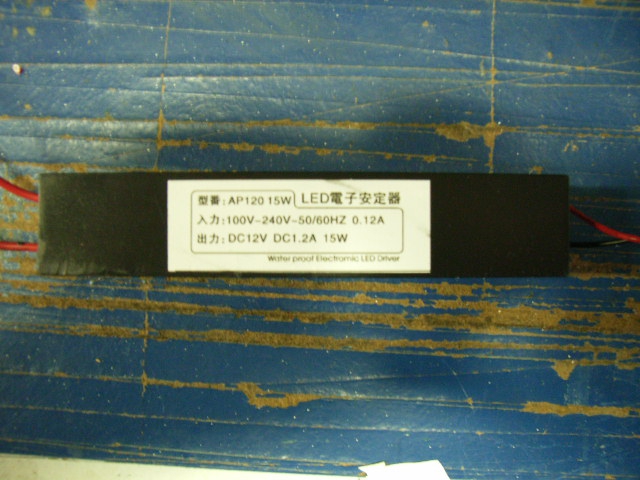 型番:AP120 15W LED電子安定器
入力:100V-240V-50/60HZ 0.12A
出力:DC12V DC1.2A 15W
Water proof Electromic LED Driver